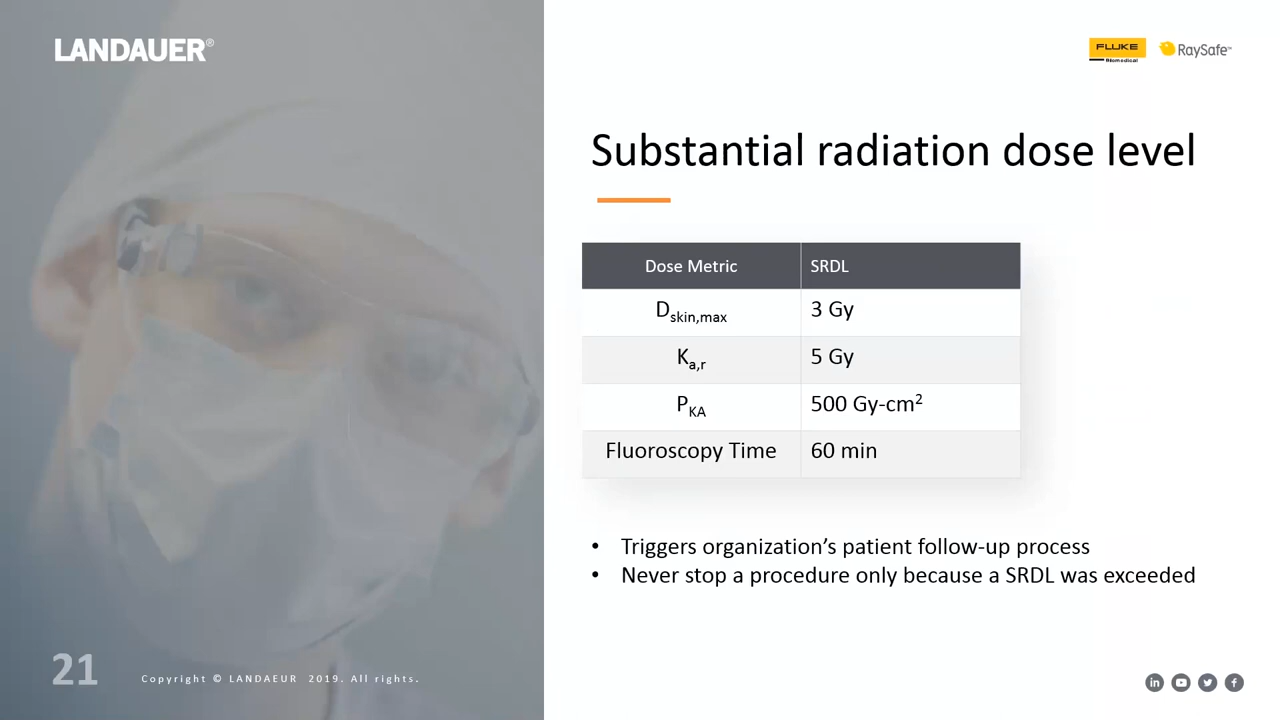 LANDAUER®
FLUKE
Biomedical
RaySafe™
Substantial radiation dose level
Dose Metric SRDL
Dskin,max 3 Gy
Ka,r 5 Gy
PKA 500 Gy-cm²
Fluoroscopy Time 60 min
• Triggers organization’s patient follow-up process
• Never stop a procedure only because a SRDL was exceeded
21
Copyright © LANDAEUR 2019. All rights.